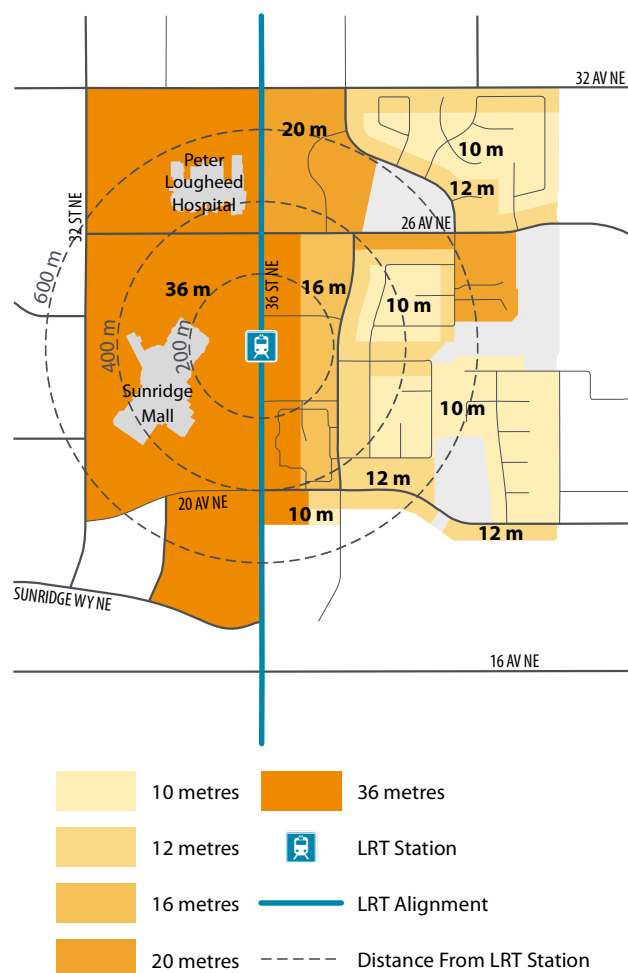 32 AV NE
20 m
10 m
Peter
Lougheed
Hospital
12 m
32 ST NE
26 AV NE
600 m
36 m
36 ST NE
16 m
10 m
400 m
200 m
Sunridge
Mall
10 m
12 m
20 AV NE
10 m
12 m
SUNRIDGE WY NE
16 AV NE
10 metres
36 metres
12 metres
LRT Station
16 metres
LRT Alignment
20 metres
Distance From LRT Station